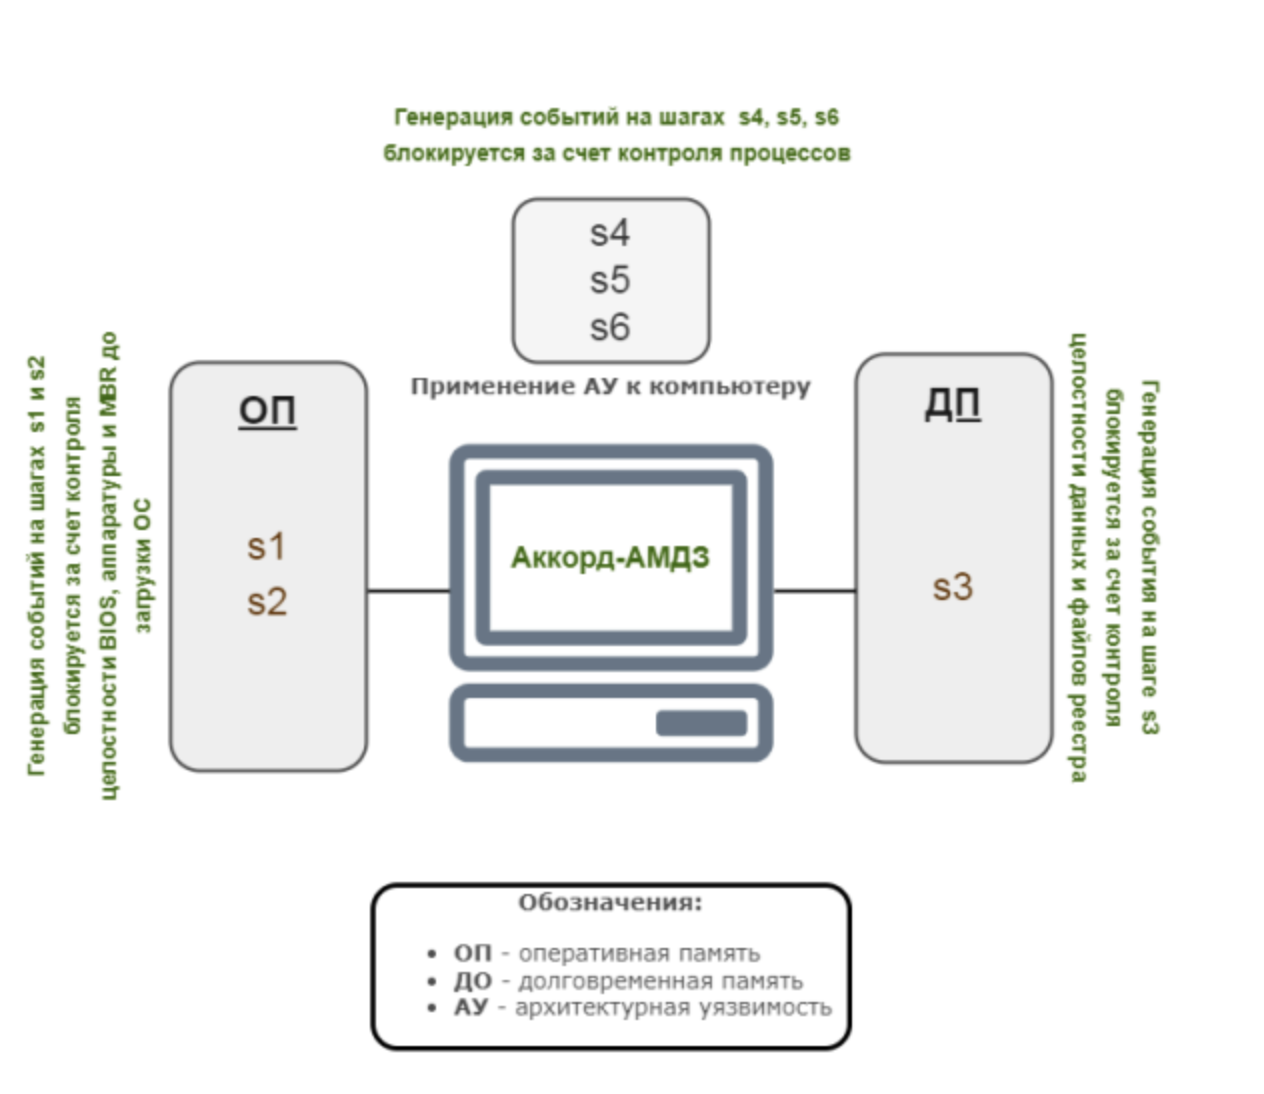 Генерация событий на шагах s4, s5, s6
блокируется за счет контроля процессов
s4
s5
s6
Применение АУ к компьютеру
Генерация событий на шагах s1 и s2
блокируется за счет контроля
целостности BIOS, аппаратуры и MBR до
загрузки ОС
ОП
s1
s2
Аккорд-АМДЗ
ДП
s3
Генерация события на шаге s3
блокируется за счет контроля
целостности данных и файлов реестра
Обозначения:
• ОП - оперативная память
• ДО - долговременная память
• АУ - архитектурная уязвимость